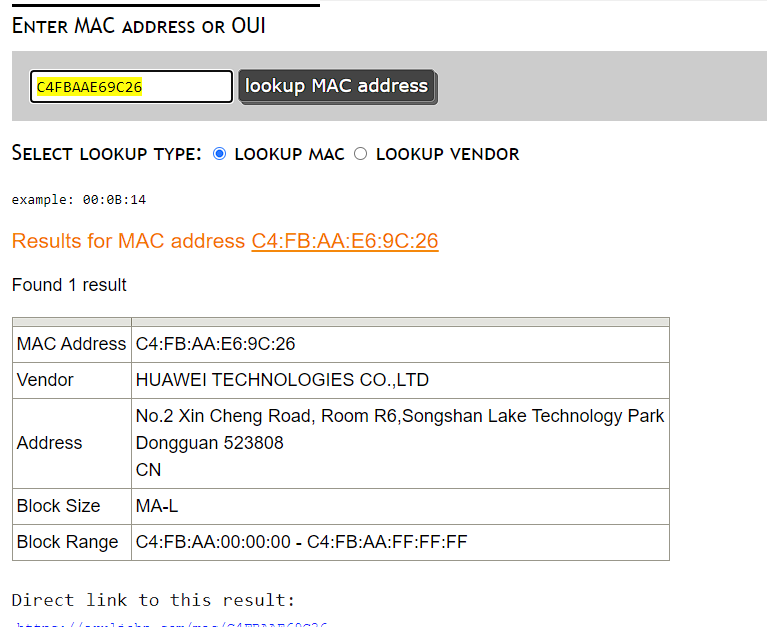 Enter MAC address or OUI
C4FBAAE69C26 lookup MAC address
Select lookup type: lookup mac lookup vendor
example: 00:0B:14
Results for MAC address C4:FB:AA:E6:9C:26
Found 1 result
MAC Address C4:FB:AA:E6:9C:26
Vendor HUAWEI TECHNOLOGIES CO.,LTD
Address No.2 Xin Cheng Road, Room R6,Songshan Lake Technology Park
Dongguan 523808
CN
Block Size MA-L
Block Range C4:FB:AA:00:00:00 - C4:FB:AA:FF:FF:FF
Direct link to this result: